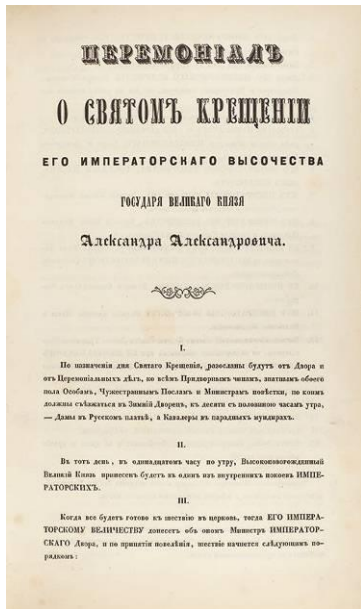 ЦЕРЕМОНІАЛЪ
О СВЯТОМЪ КРЕЩЕНІИ
ЕГО ИМПЕРАТОРСКАГО ВЫСОЧЕСТВА
ГОСУДАРЯ ВЕЛИКАГО КНЯЗЯ
Александра Александровича.
I.
По назначеніи дня Святаго Крещенія, разосланы будутъ отъ Двора и
отъ Церемоніальныхъ дѣлъ, ко всѣмъ Придворнымъ чинамъ, знатнымъ обоего
пола Особамъ, Чужестраннымъ Посламъ и Министрамъ повѣстки, по коимъ
должны съѣзжаться въ Зимній Дворецъ, къ десяти съ половиною часамъ утра,
— Дамы въ Русскомъ платьѣ, а Кавалеры въ парадныхъ мундирахъ.
II.
Въ тотъ день, въ одинадцатомъ часу по утру, Высоконоворожденный
Великій Князь принесенъ будетъ въ одинъ изъ внутреннихъ покоевъ ИМПЕ-
РАТОРСКИХЪ.
III.
Когда все будетъ готово къ шествію въ церковь, тогда ЕГО ИМПЕРА-
ТОРСКОМУ ВЕЛИЧЕСТВУ донесетъ объ ономъ Министръ ИМПЕРАТОР-
СКАГО Двора, и по принятіи повелѣнія, шествіе начнется слѣдующимъ по-
рядкомъ: